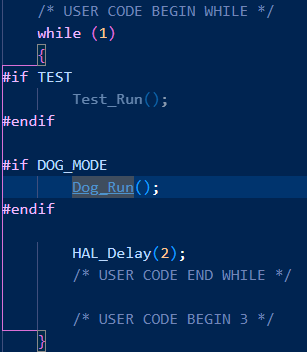 /* USER CODE BEGIN WHILE */
while (1)
{
#if TEST
Test_Run();
#endif
#if DOG_MODE
Dog_Run();
#endif
HAL_Delay(2);
/* USER CODE END WHILE */
/* USER CODE BEGIN 3 */
}